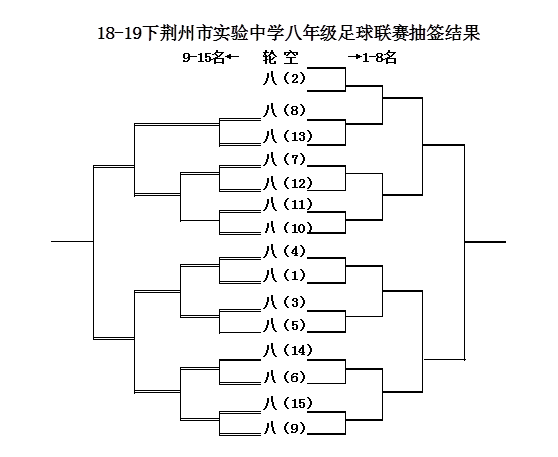 18-19下荆州市实验中学八年级足球联赛抽签结果
9-15名← 轮 空 →1-8名
八（2）
八（8）
八（13）
八（7）
八（12）
八（11）
八（10）
八（4）
八（1）
八（3）
八（5）
八（14）
八（6）
八（15）
八（9）